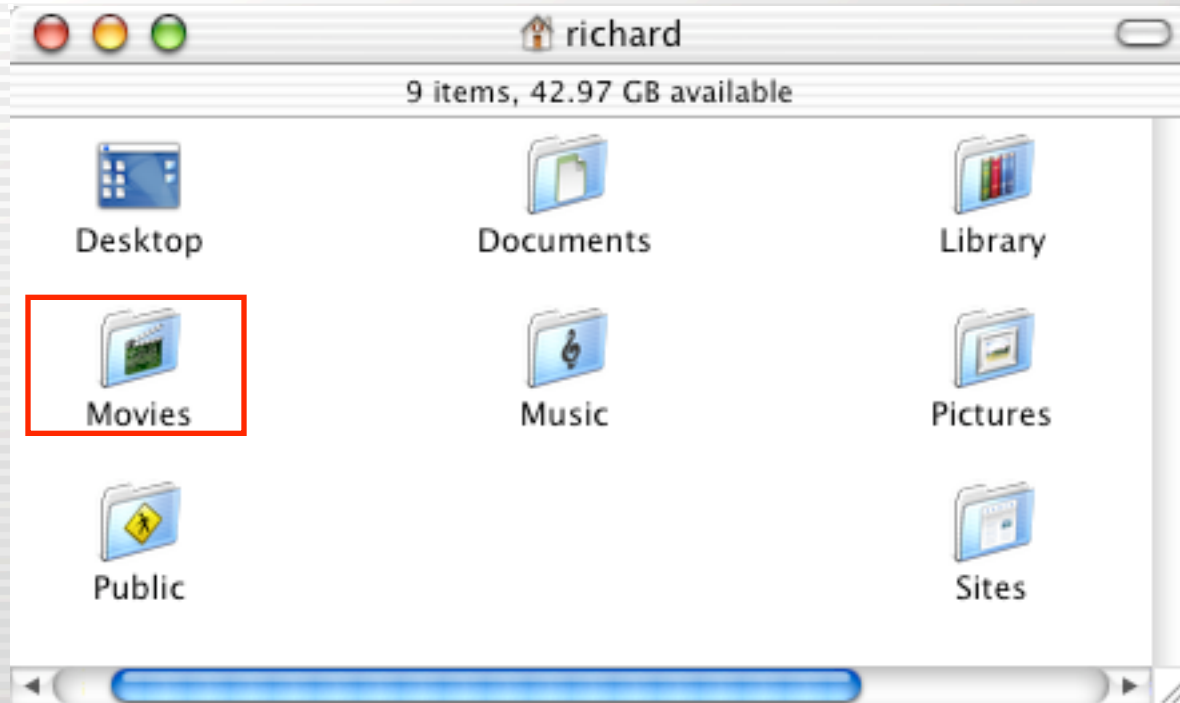 richard
9 items, 42.97 GB available
Desktop Documents Library
Movies Music Pictures
Public Sites